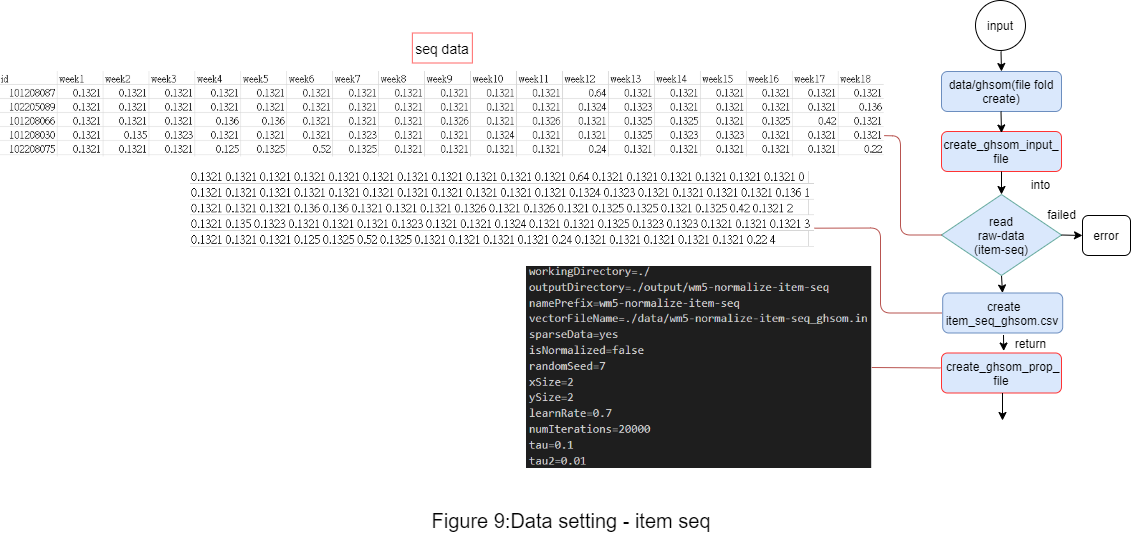 input
seq data
id week1 week2 week3 week4 week5 week6 week7 week8 week9 week10 week11 week12 week13 week14 week15 week16 week17 week18
101208087 0.1321 0.1321 0.1321 0.1321 0.1321 0.1321 0.1321 0.1321 0.1321 0.1321 0.1321 0.64 0.1321 0.1321 0.1321 0.1321 0.1321 0.1321
102205089 0.1321 0.1321 0.1321 0.1321 0.1321 0.1321 0.1321 0.1321 0.1321 0.1321 0.1321 0.1324 0.1323 0.1321 0.1321 0.1321 0.1321 0.136
101208066 0.1321 0.1321 0.1321 0.136 0.136 0.1321 0.1321 0.1321 0.1326 0.1321 0.1326 0.1321 0.1325 0.1325 0.1321 0.1325 0.42 0.1321
101208030 0.1321 0.135 0.1323 0.1321 0.1321 0.1321 0.1323 0.1321 0.1321 0.1324 0.1321 0.1321 0.1325 0.1323 0.1323 0.1321 0.1321 0.1321
102208075 0.1321 0.1321 0.1321 0.125 0.1325 0.52 0.1325 0.1321 0.1321 0.1321 0.1321 0.24 0.1321 0.1321 0.1321 0.1321 0.1321 0.22
0.1321 0.1321 0.1321 0.1321 0.1321 0.1321 0.1321 0.1321 0.1321 0.1321 0.1321 0.64 0.1321 0.1321 0.1321 0.1321 0.1321 0.1321 0
0.1321 0.1321 0.1321 0.1321 0.1321 0.1321 0.1321 0.1321 0.1321 0.1321 0.1321 0.1324 0.1323 0.1321 0.1321 0.1321 0.1321 0.136 1
0.1321 0.1321 0.1321 0.136 0.136 0.1321 0.1321 0.1321 0.1326 0.1321 0.1326 0.1321 0.1325 0.1325 0.1321 0.1325 0.42 0.1321 2
0.1321 0.135 0.1323 0.1321 0.1321 0.1321 0.1323 0.1321 0.1321 0.1324 0.1321 0.1321 0.1325 0.1323 0.1323 0.1321 0.1321 0.1321 3
0.1321 0.1321 0.1321 0.125 0.1325 0.52 0.1325 0.1321 0.1321 0.1321 0.1321 0.24 0.1321 0.1321 0.1321 0.1321 0.1321 0.22 4
workingDirectory=./
outputDirectory=./output/wm5-normalize-item-seq
namePrefix=wm5-normalize-item-seq
vectorFileName=./data/wm5-normalize-item-seq_ghsom.in
sparseData=yes
isNormalized=false
randomSeed=7
xSize=2
ySize=2
learnRate=0.7
numIterations=20000
tau=0.1
tau2=0.01
data/ghsom(file fold
create)
create_ghsom_input_
file
into
read
raw-data
(item-seq)
failed
error
create
item_seq_ghsom.csv
return
create_ghsom_prop_
file
Figure 9:Data setting - item seq